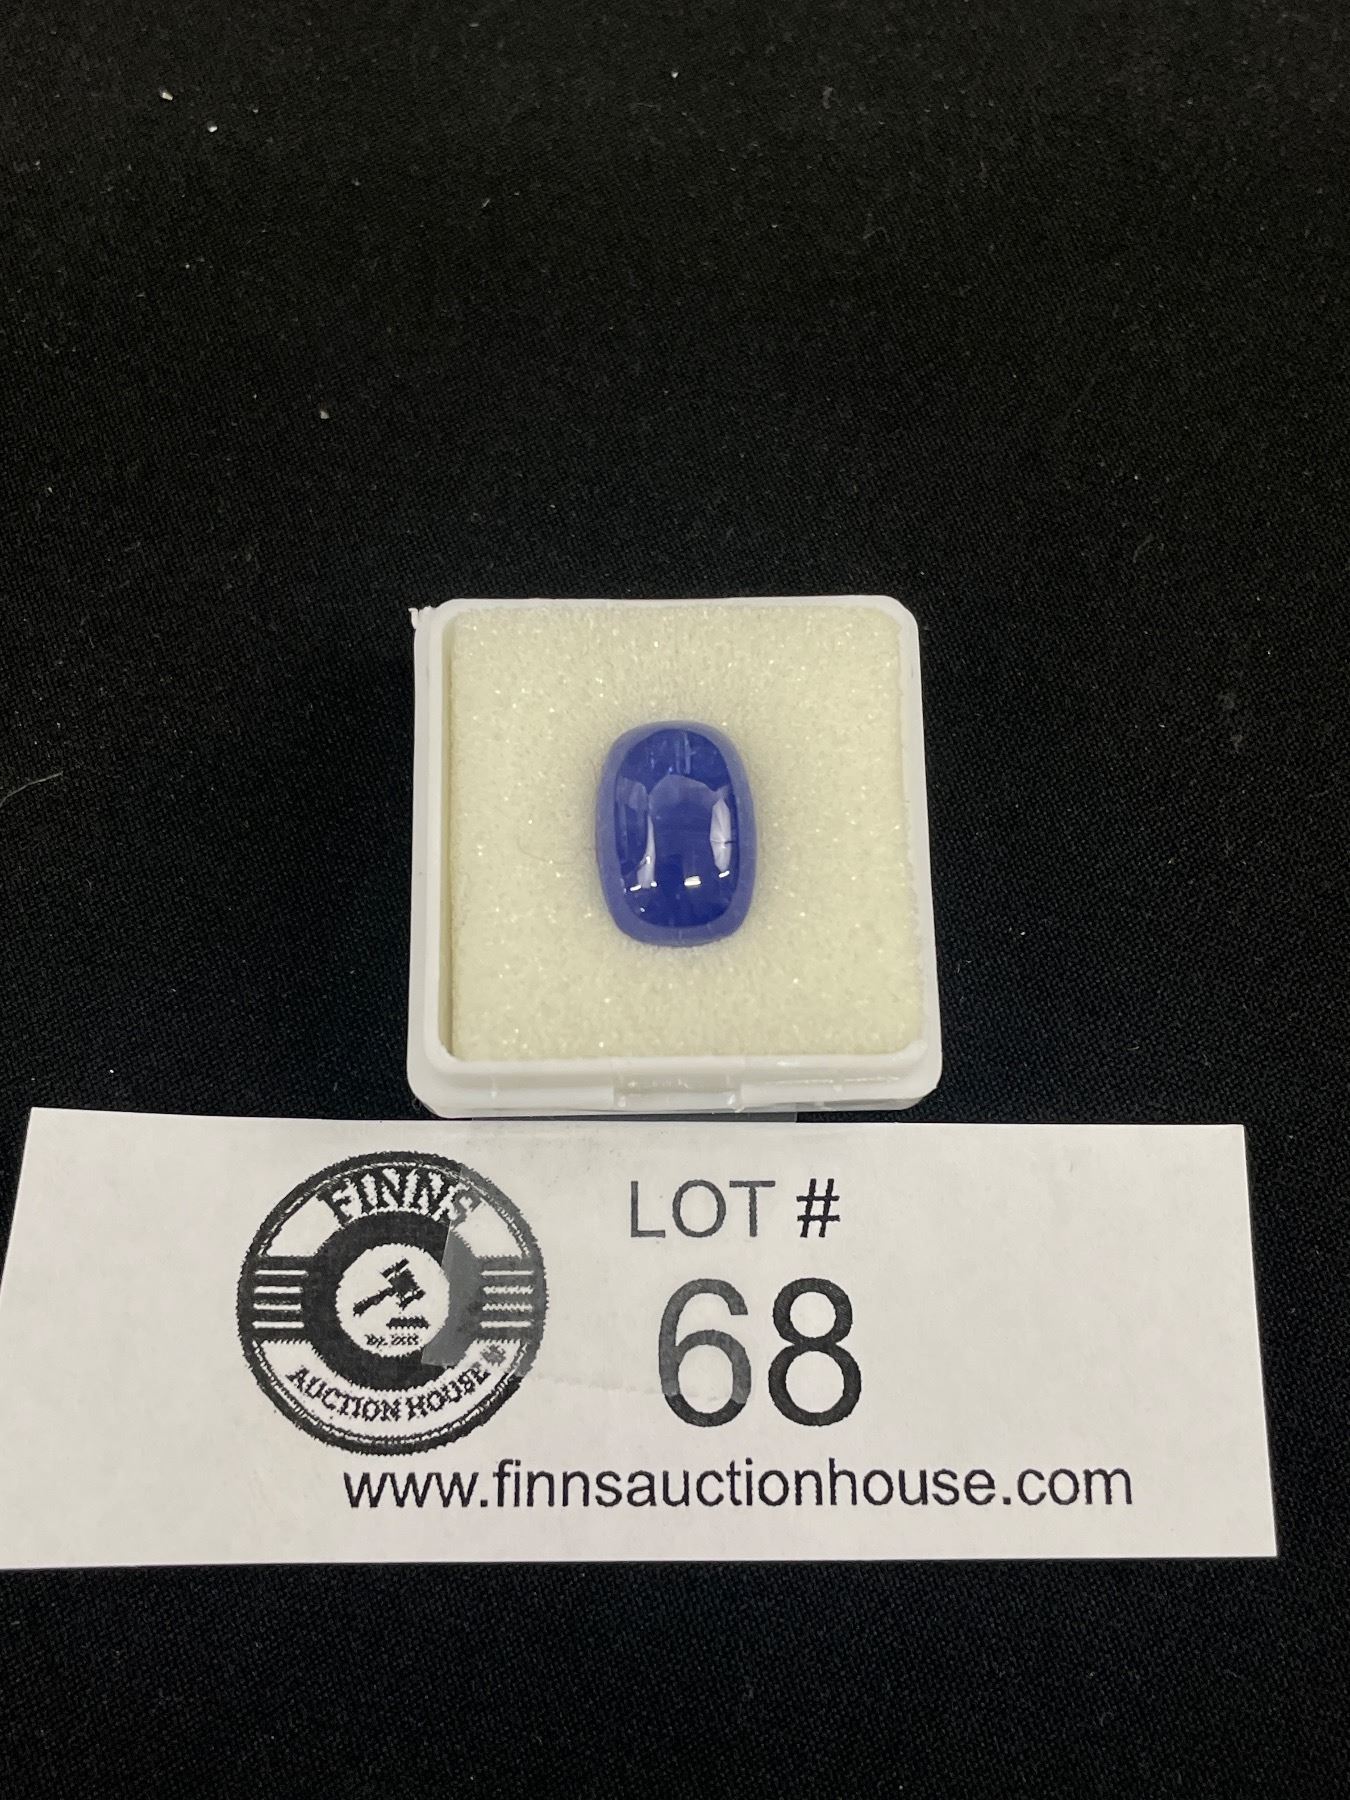 FINNS
AUCTION HOUSE
LOT #
68
www.finnsauctionhouse.com